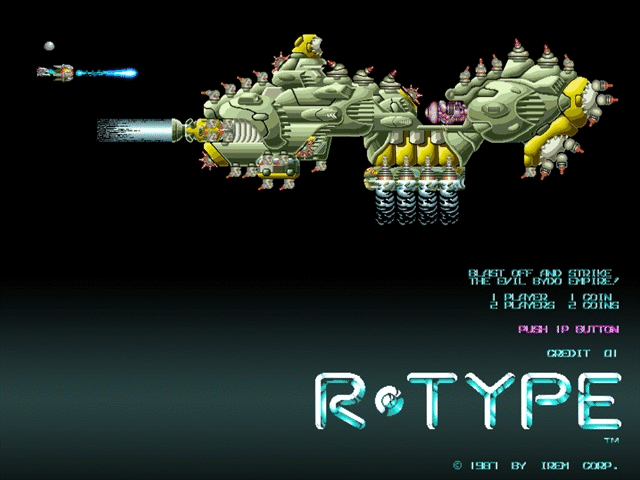 BLAST OFF AND STRIKE
THE EVIL BYDO EMPIRE!
1 PLAYER 1 COIN
2 PLAYERS 2 COINS
PUSH 1P BUTTON
CREDIT 01
R•TYPE
TM
© 1987 BY IREM CORP.